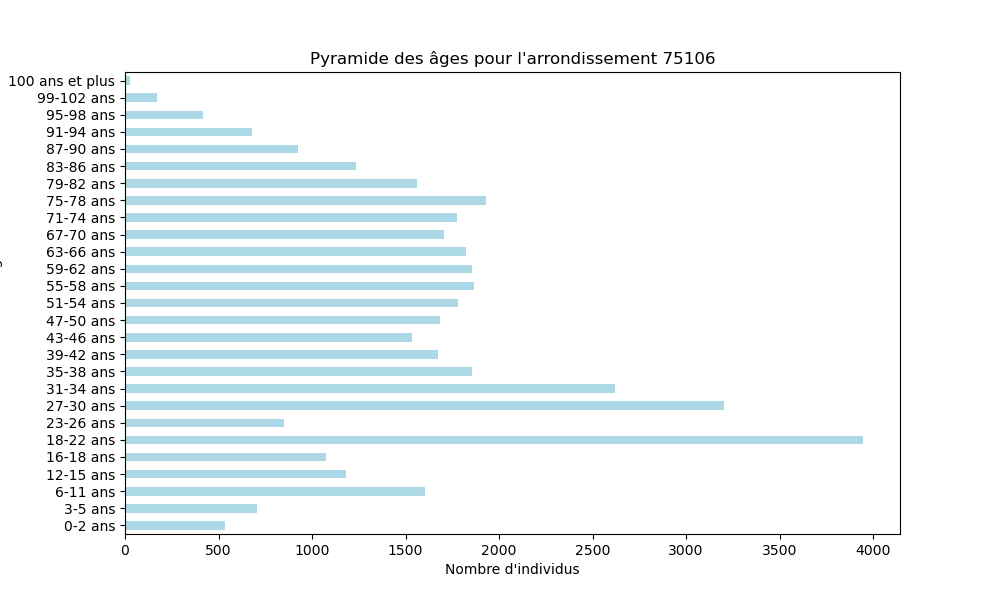 Pyramide des âges pour l'arrondissement 75106
100 ans et plus
99-102 ans
95-98 ans
91-94 ans
87-90 ans
83-86 ans
79-82 ans
75-78 ans
71-74 ans
67-70 ans
63-66 ans
59-62 ans
55-58 ans
51-54 ans
47-50 ans
43-46 ans
39-42 ans
35-38 ans
31-34 ans
27-30 ans
23-26 ans
18-22 ans
16-18 ans
12-15 ans
6-11 ans
3-5 ans
0-2 ans
0 500 1000 1500 2000 2500 3000 3500 4000
Nombre d'individus